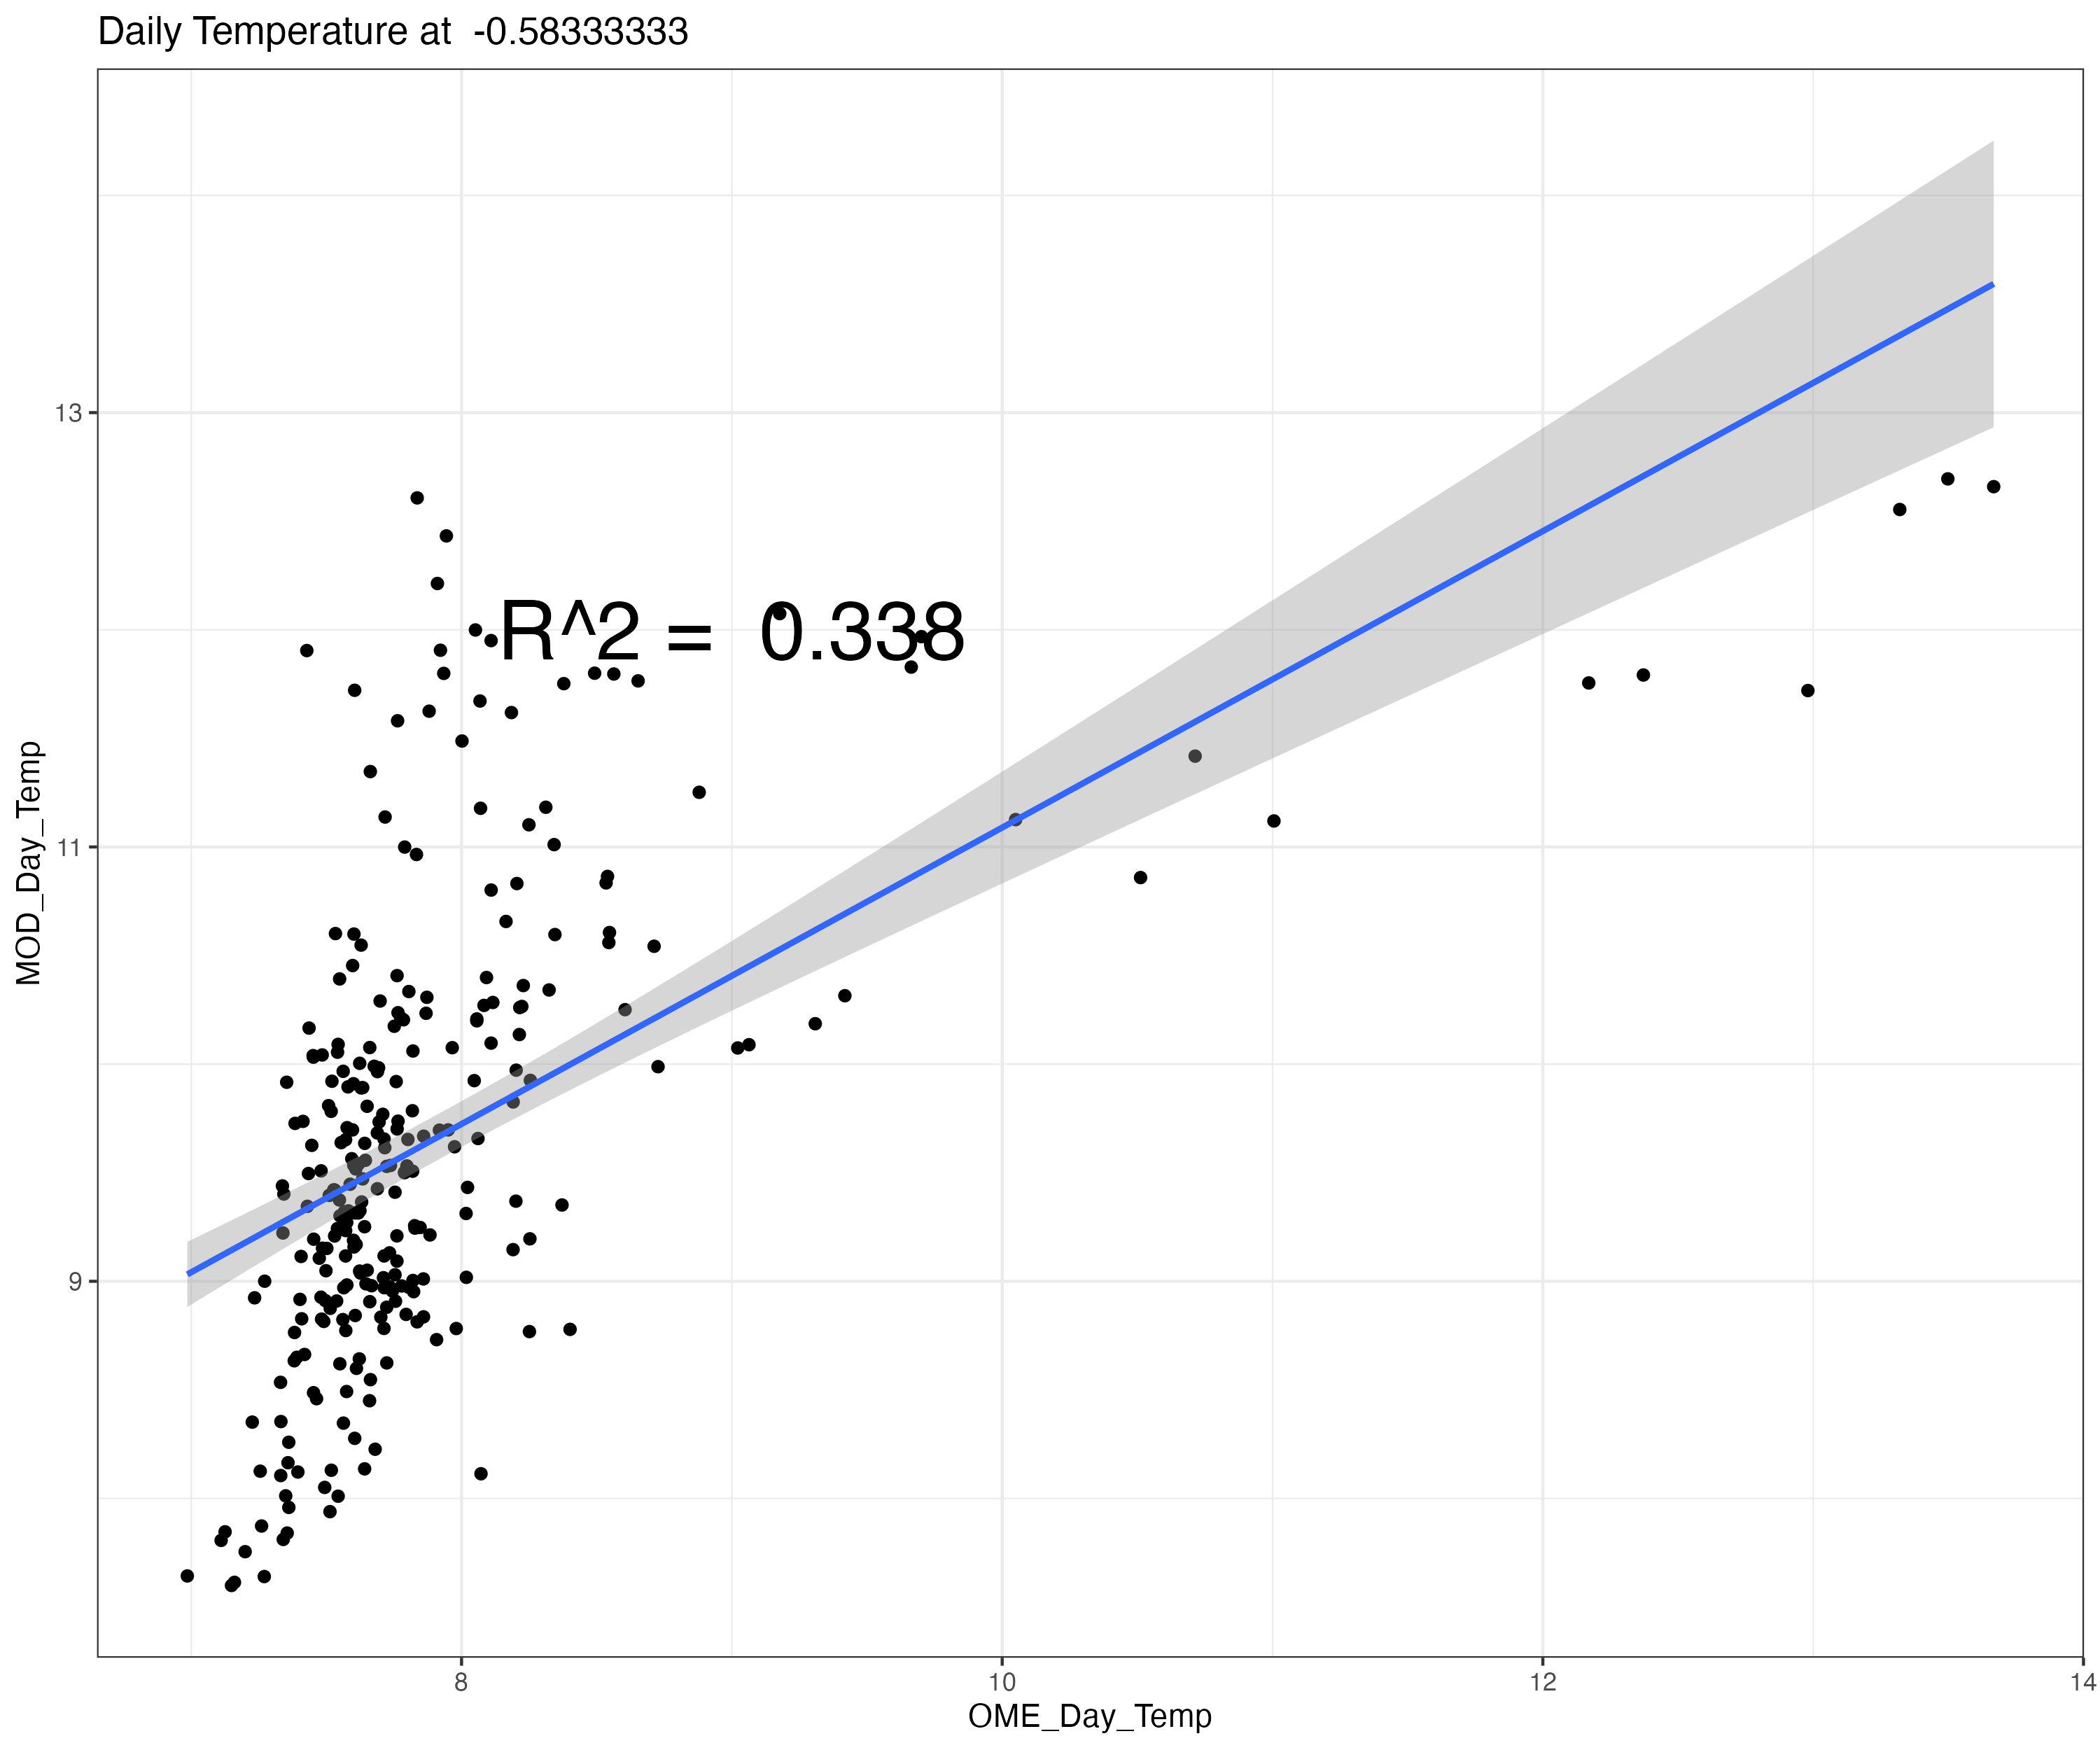 Daily Temperature at  -0.58333333
MOD_Day_Temp
13
11
9
R^2 =  0.338
8
10
12
14
OME_Day_Temp